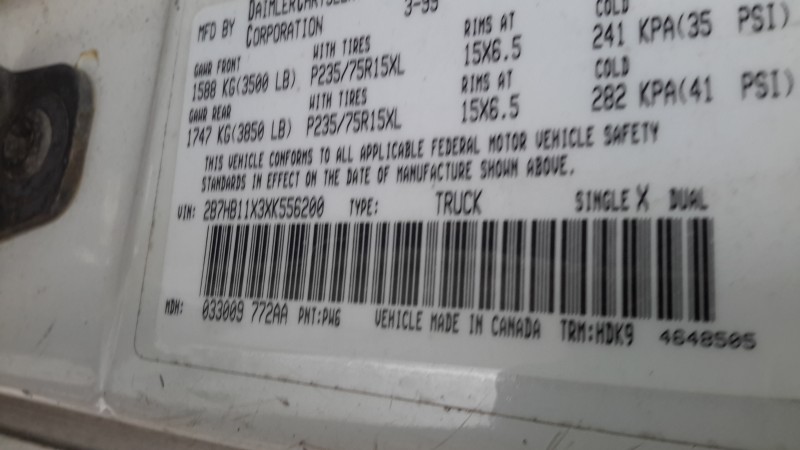 MFD BY DAIMLERCHRYSLER 3-99
CORPORATION
GAWR FRONT WITH TIRES RIMS AT COLD
1588 KG(3500 LB) P235/75R15XL 15X6.5 241 KPA(35 PSI)
GAWR REAR WITH TIRES RIMS AT COLD
1747 KG(3850 LB) P235/75R15XL 15X6.5 282 KPA(41 PSI)
THIS VEHICLE CONFORMS TO ALL APPLICABLE FEDERAL MOTOR VEHICLE SAFETY
STANDARDS IN EFFECT ON THE DATE OF MANUFACTURE SHOWN ABOVE.
VIN: 2B7HB11X3XK556200 TYPE: TRUCK SINGLE X DUAL
MDH: 033009 772AA PNT:PW6 VEHICLE MADE IN CANADA TRM:HDK9 4648505